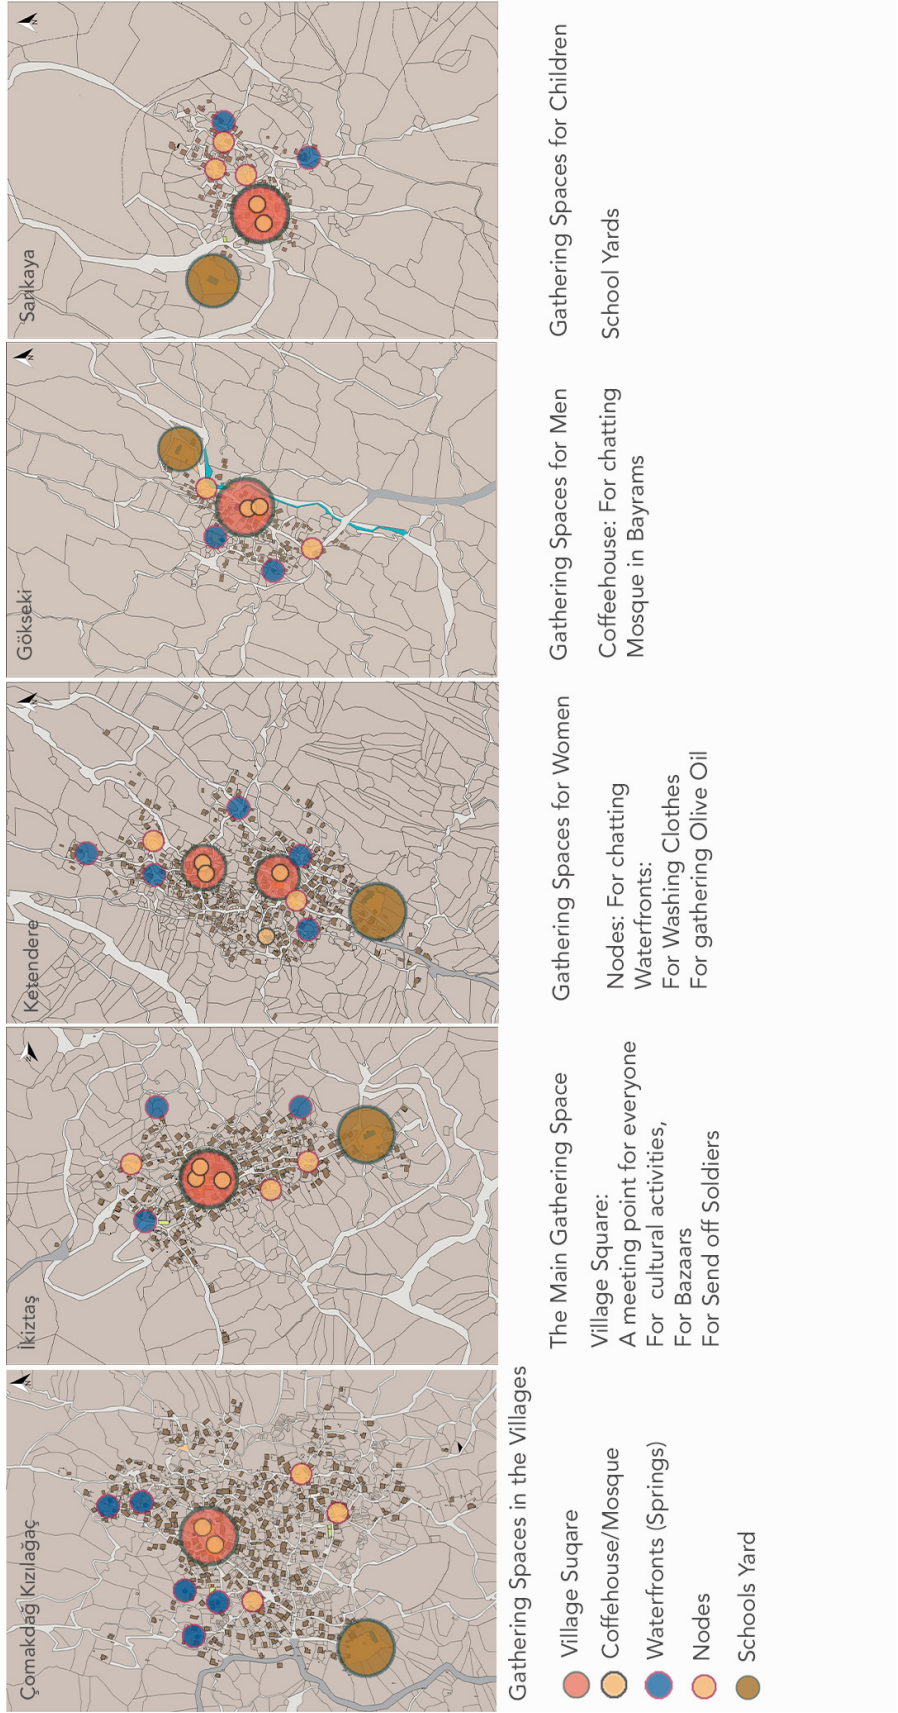 Çomakdağ Kızılağaç
İkiztaş
Ketendere
Gökseki
Sarıkaya
N
N
N
N
N
Gathering Spaces in the Villages
Village Suqare
Coffehouse/Mosque
Waterfronts (Springs)
Nodes
Schools Yard
The Main Gathering Space
Village Square:
A meeting point for everyone
For cultural activities,
For Bazaars
For Send off Soldiers
Gathering Spaces for Women
Nodes: For chatting
Waterfronts:
For Washing Clothes
For gathering Olive Oil
Gathering Spaces for Men
Coffeehouse: For chatting
Mosque in Bayrams
Gathering Spaces for Children
School Yards